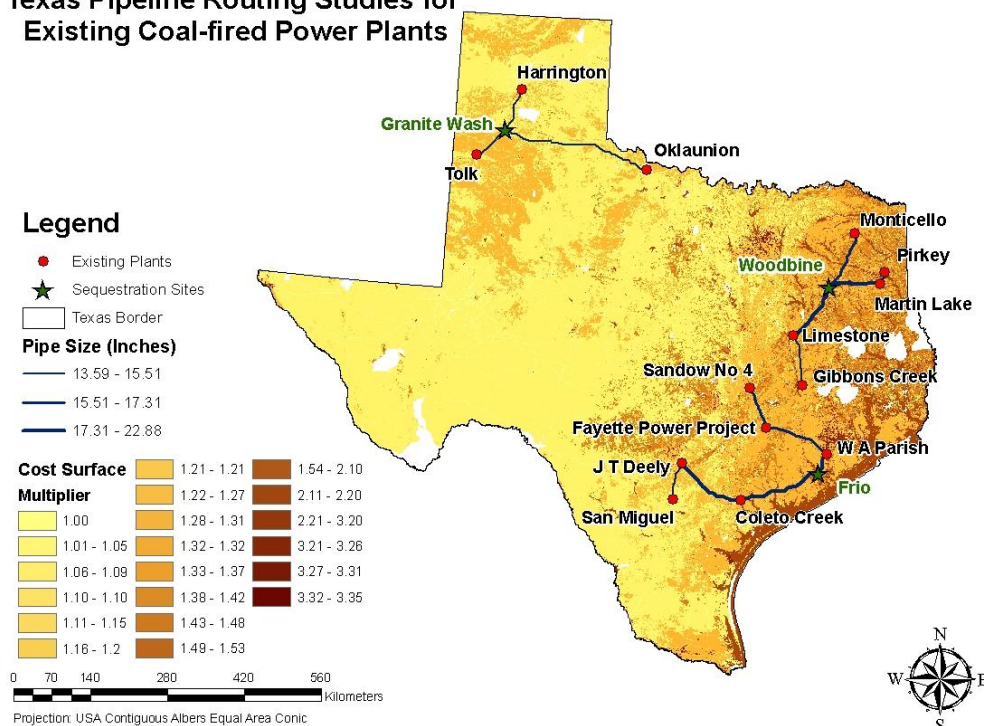 Texas Pipeline Routing Studies for
Existing Coal-fired Power Plants
Harrington
Granite Wash
Tolk
Oklaunion
Monticello
Pirkey
Woodbine
Martin Lake
Limestone
Sandow No 4
Gibbons Creek
Fayette Power Project
W A Parish
J T Deely
Frio
San Miguel
Coleto Creek
Legend
Existing Plants
Sequestration Sites
Texas Border
Pipe Size (Inches)
13.59 - 15.51
15.51 - 17.31
17.31 - 22.88
Cost Surface
Multiplier
1.00
1.01 - 1.05
1.06 - 1.09
1.10 - 1.10
1.11 - 1.15
1.16 - 1.2
1.21 - 1.21
1.22 - 1.27
1.28 - 1.31
1.32 - 1.32
1.33 - 1.37
1.38 - 1.42
1.43 - 1.48
1.49 - 1.53
1.54 - 2.10
2.11 - 2.20
2.21 - 3.20
3.21 - 3.26
3.27 - 3.31
3.32 - 3.35
0 70 140 280 420 560
Kilometers
Projection: USA Contiguous Albers Equal Area Conic
N
W E
S